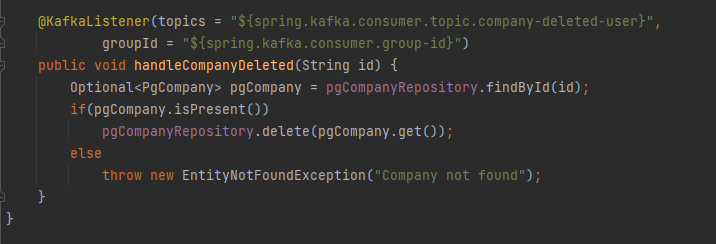 @KafkaListener(topics = "${spring.kafka.consumer.topic.company-deleted-user}",
groupId = "${spring.kafka.consumer.group-id}")
public void handleCompanyDeleted(String id) {
Optional<PgCompany> pgCompany = pgCompanyRepository.findById(id);
if(pgCompany.isPresent())
pgCompanyRepository.delete(pgCompany.get());
else
throw new EntityNotFoundException("Company not found");
}
}